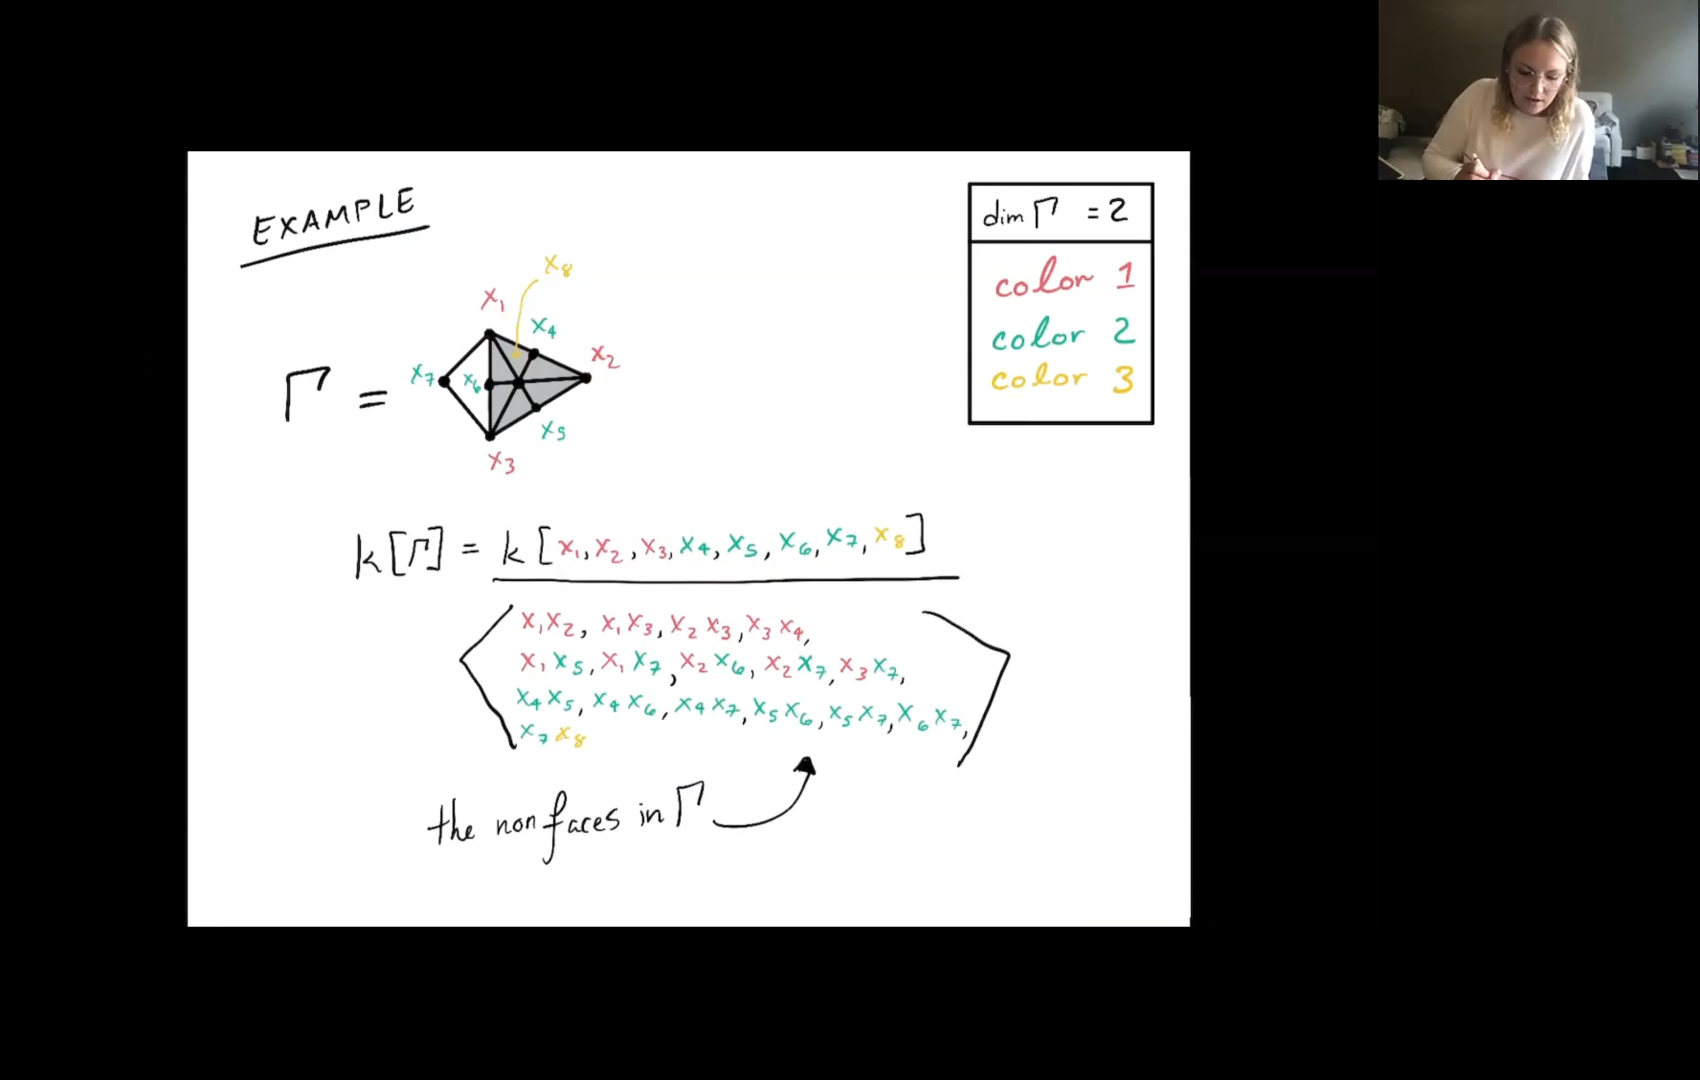 EXAMPLE
dim Γ = 2
color 1
color 2
color 3
x₈
x₁
x₄
x₂
x₇
x₆
Γ =
x₅
x₃
k[Γ] = k[x₁, x₂, x₃, x₄, x₅, x₆, x₇, x₈]
⟨x₁x₂, x₁x₃, x₂x₃, x₃x₄,
x₁x₅, x₁x₇, x₂x₆, x₂x₇, x₃x₇,
x₄x₅, x₄x₆, x₄x₇, x₅x₆, x₅x₇, x₆x₇,
x₇x₈⟩
the nonfaces in Γ